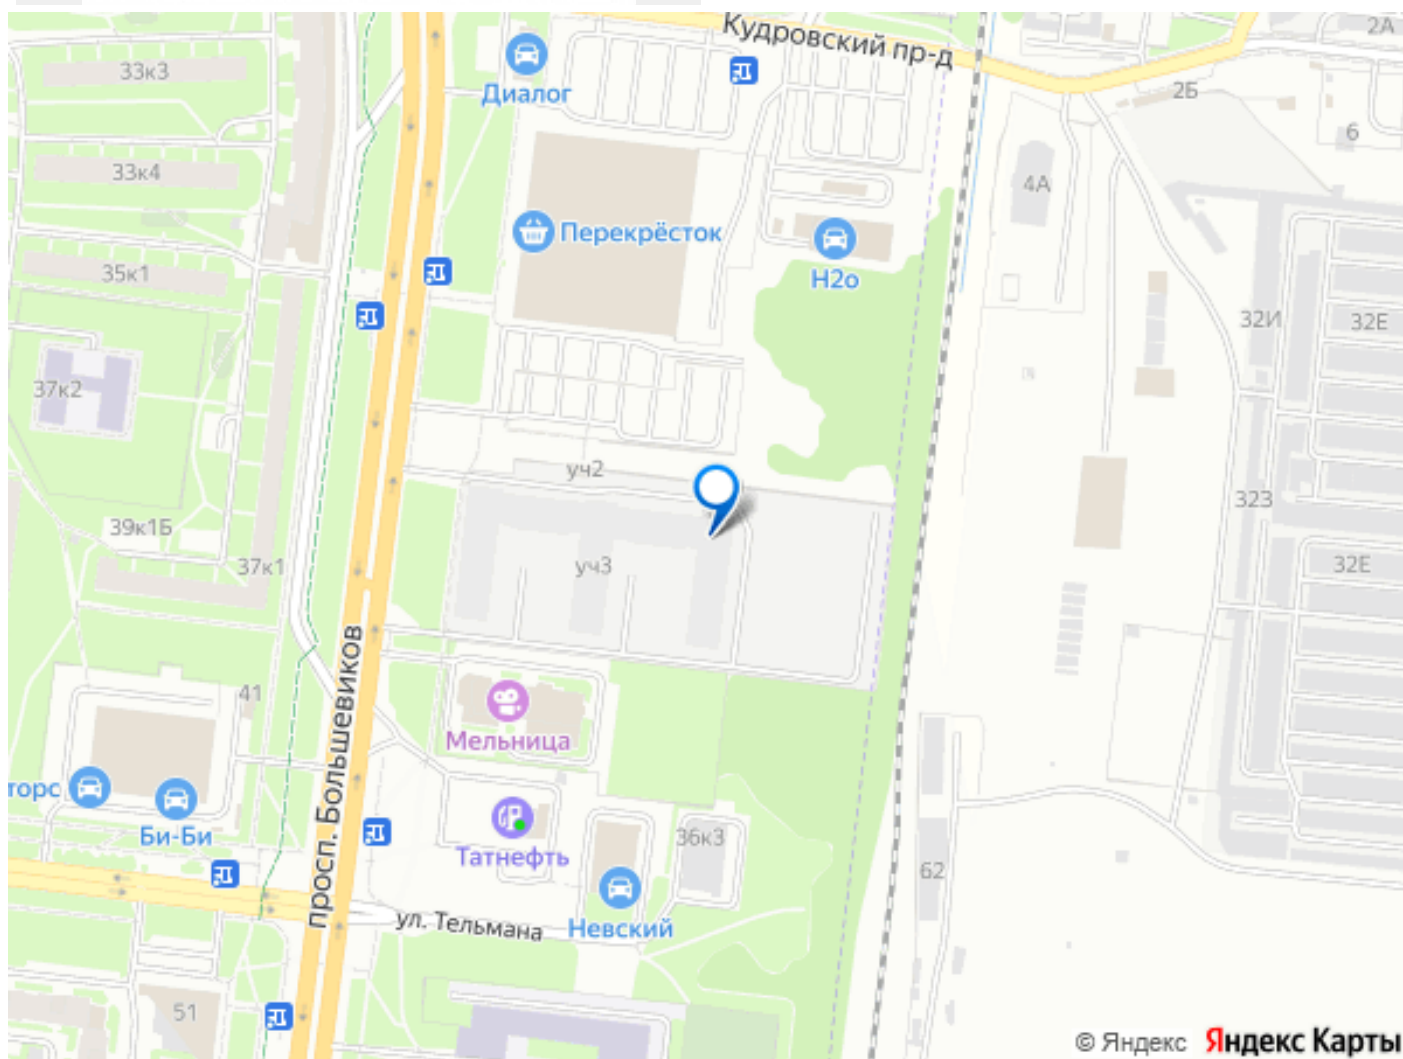 Кудровский пр-д
2А
33к3
Диалог
2Б
6
33к4
4А
Перекрёсток
35к1
Н2о
32И
32Е
37к2
уч2
39к1Б
323
37к1
уч3
32Е
просп. Большевиков
41
Мельница
торс
Би-Би
Татнефть
36к3
62
ул. Тельмана
Невский
51
© Яндекс Яндекс Карты